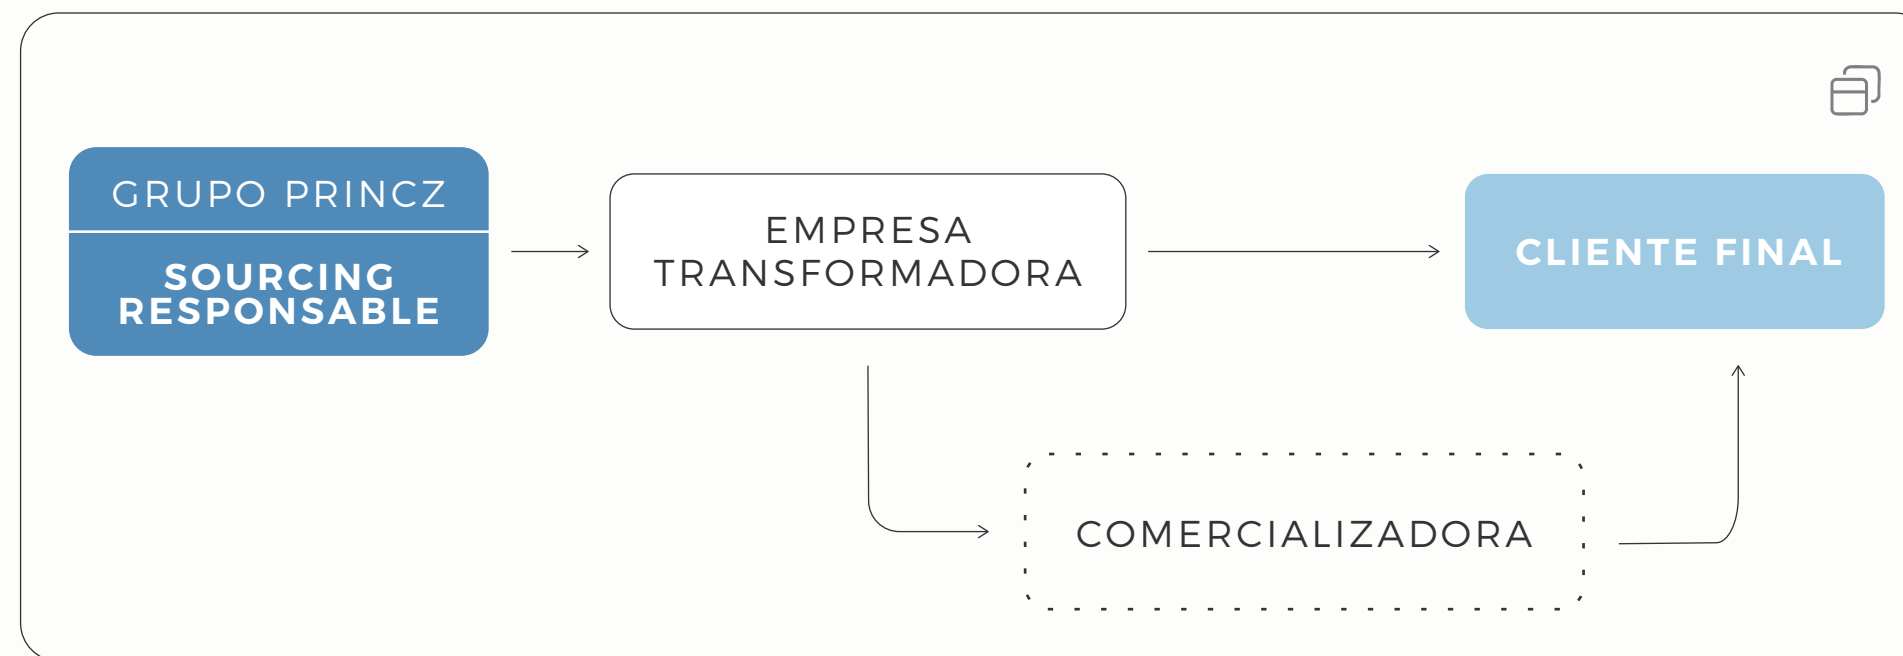 GRUPO PRINCZ
SOURCING
RESPONSABLE
EMPRESA
TRANSFORMADORA
CLIENTE FINAL
COMERCIALIZADORA